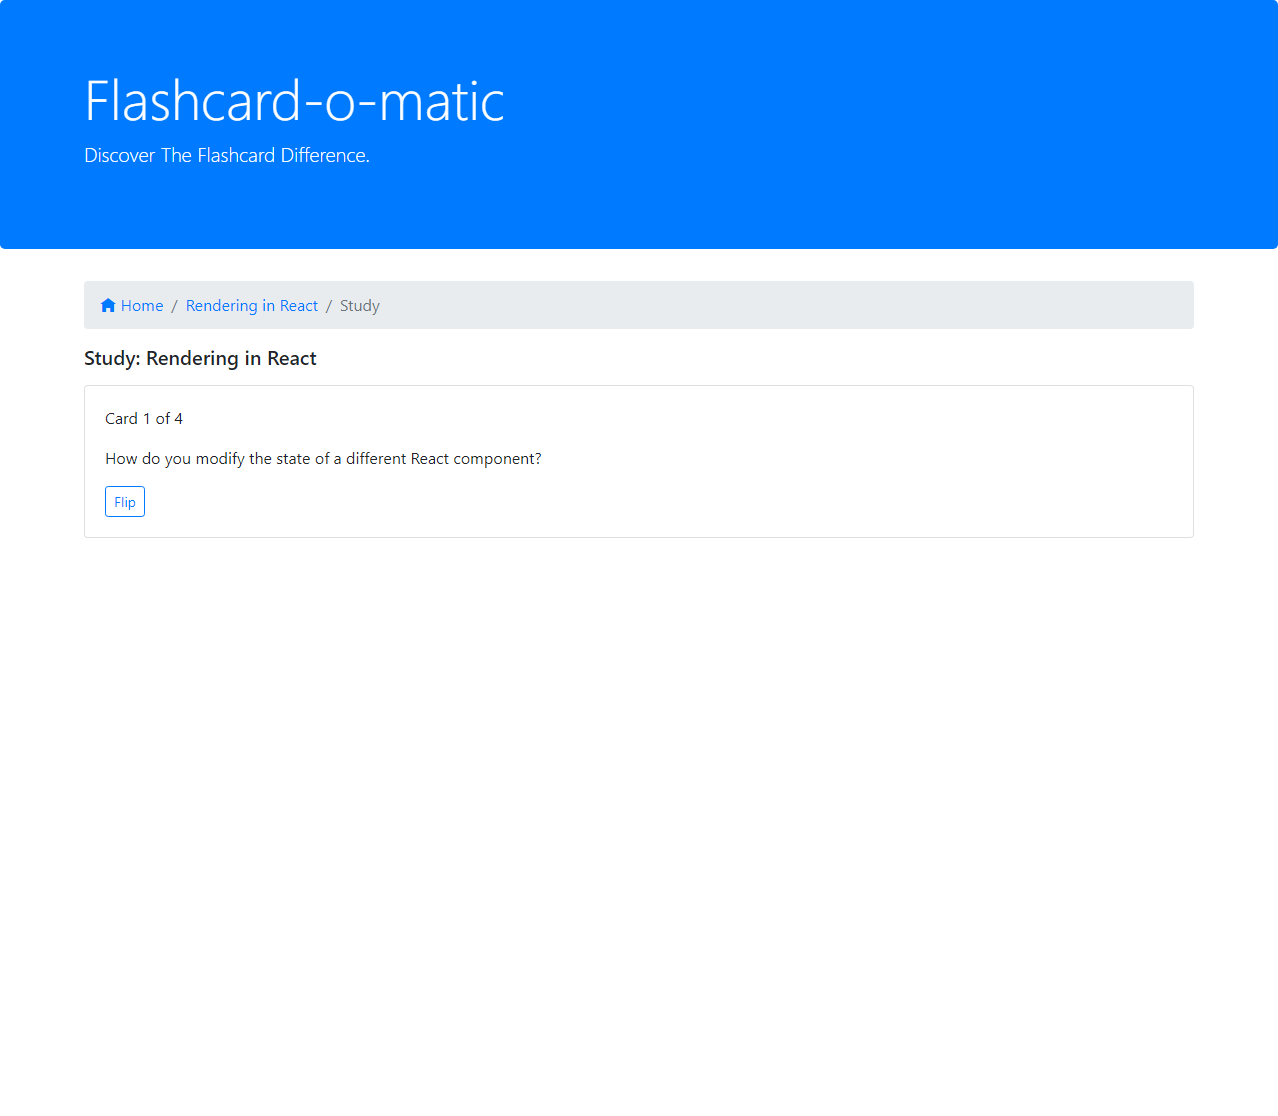 Flashcard-o-matic
Discover The Flashcard Difference.
Home / Rendering in React / Study
Study: Rendering in React
Card 1 of 4
How do you modify the state of a different React component?
Flip